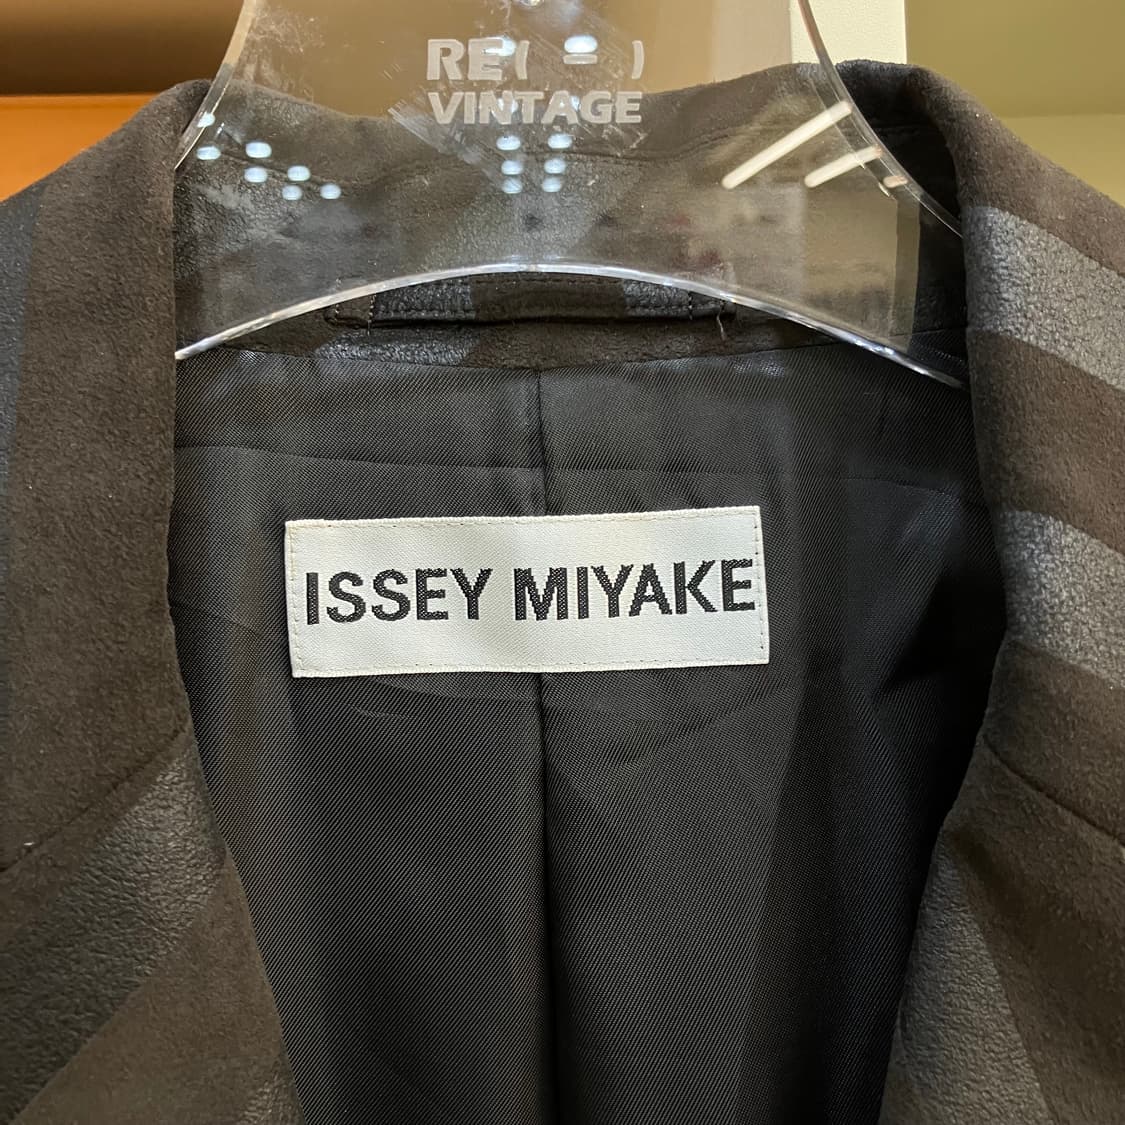 RE( = )
VINTAGE
ISSEY MIYAKE